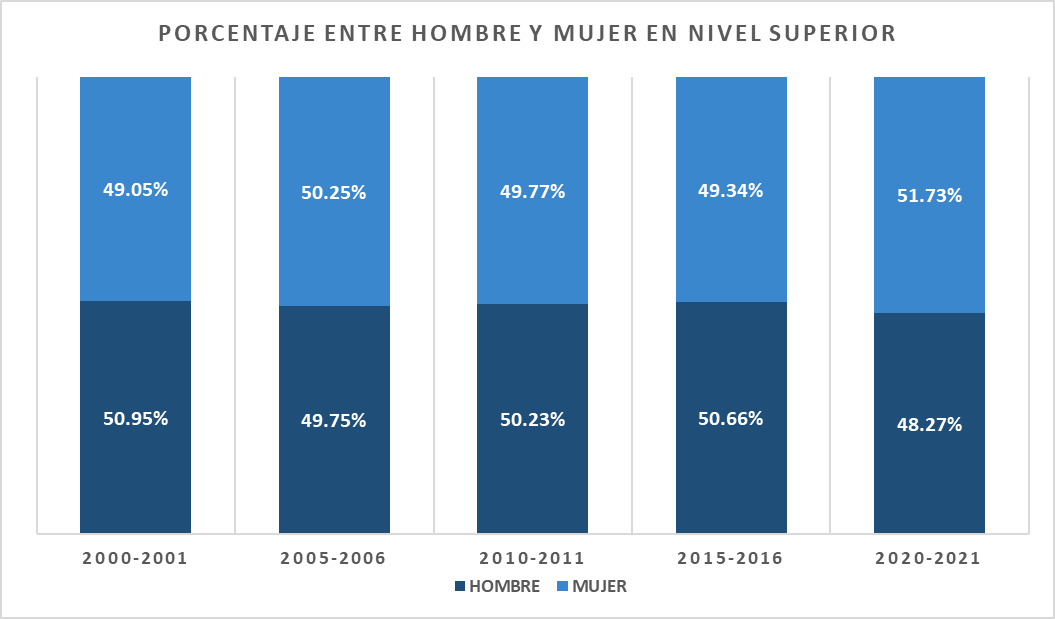 PORCENTAJE ENTRE HOMBRE Y MUJER EN NIVEL SUPERIOR
49.05% 50.25% 49.77% 49.34% 51.73%
50.95% 49.75% 50.23% 50.66% 48.27%
2000-2001 2005-2006 2010-2011 2015-2016 2020-2021
HOMBRE MUJER